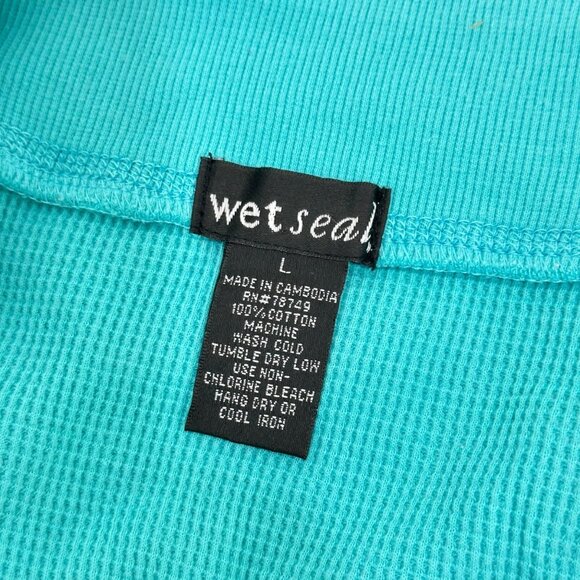 wet seal
L
MADE IN CAMBODIA
RN#78749
100% COTTON
MACHINE
WASH COLD
TUMBLE DRY LOW
USE NON-
CHLORINE BLEACH
HANG DRY OR
COOL IRON